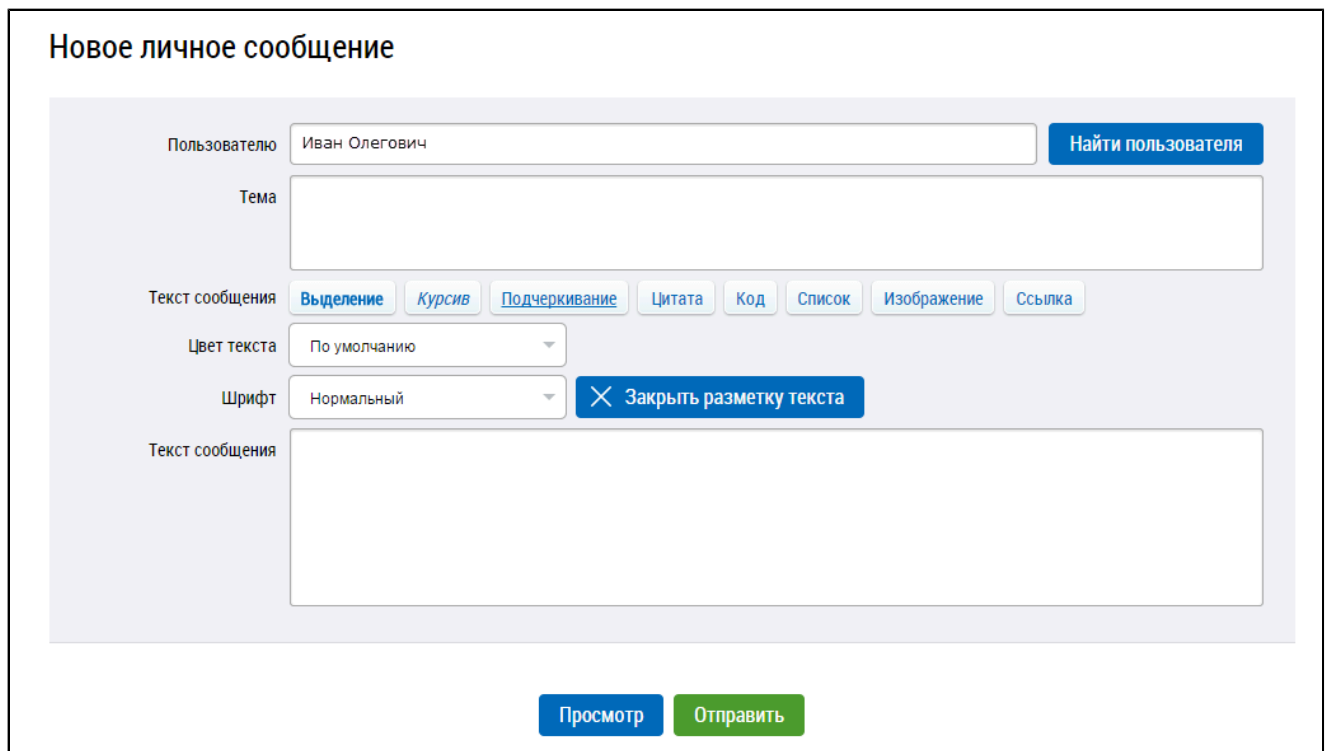 Новое личное сообщение
Пользователю Иван Олегович Найти пользователя
Тема
Текст сообщения Выделение Курсив Подчеркивание Цитата Код Список Изображение Ссылка
Цвет текста По умолчанию
Шрифт Нормальный Закрыть разметку текста
Текст сообщения
Просмотр Отправить